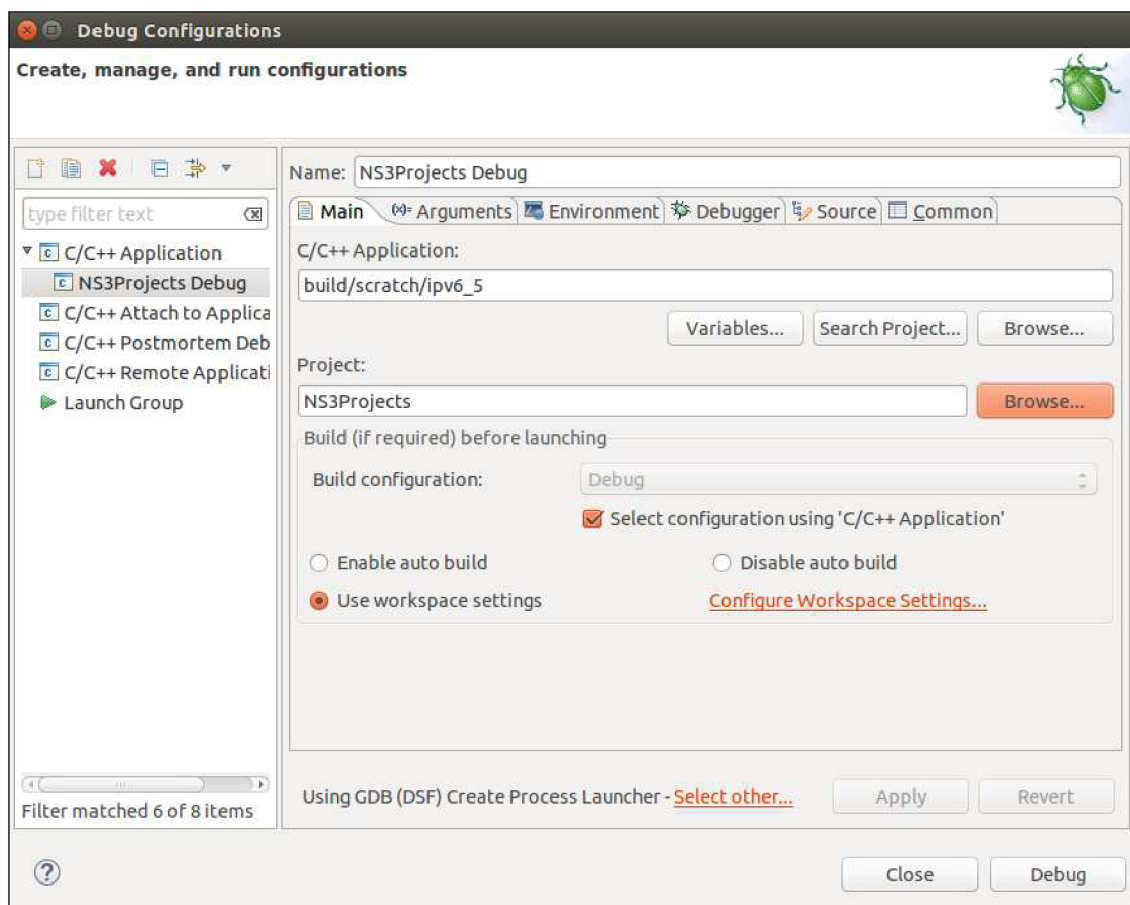 Debug Configurations
Create, manage, and run configurations
Name: NS3Projects Debug
type filter text
Main (x)= Arguments Environment Debugger Source Common
C/C++ Application
NS3Projects Debug
C/C++ Attach to Applica
C/C++ Postmortem Deb
C/C++ Remote Applicati
Launch Group
C/C++ Application:
build/scratch/ipv6_5
Variables... Search Project... Browse...
Project:
NS3Projects Browse...
Build (if required) before launching
Build configuration: Debug
Select configuration using 'C/C++ Application'
Enable auto build Disable auto build
Use workspace settings Configure Workspace Settings...
Filter matched 6 of 8 items
Using GDB (DSF) Create Process Launcher - Select other... Apply Revert
? Close Debug